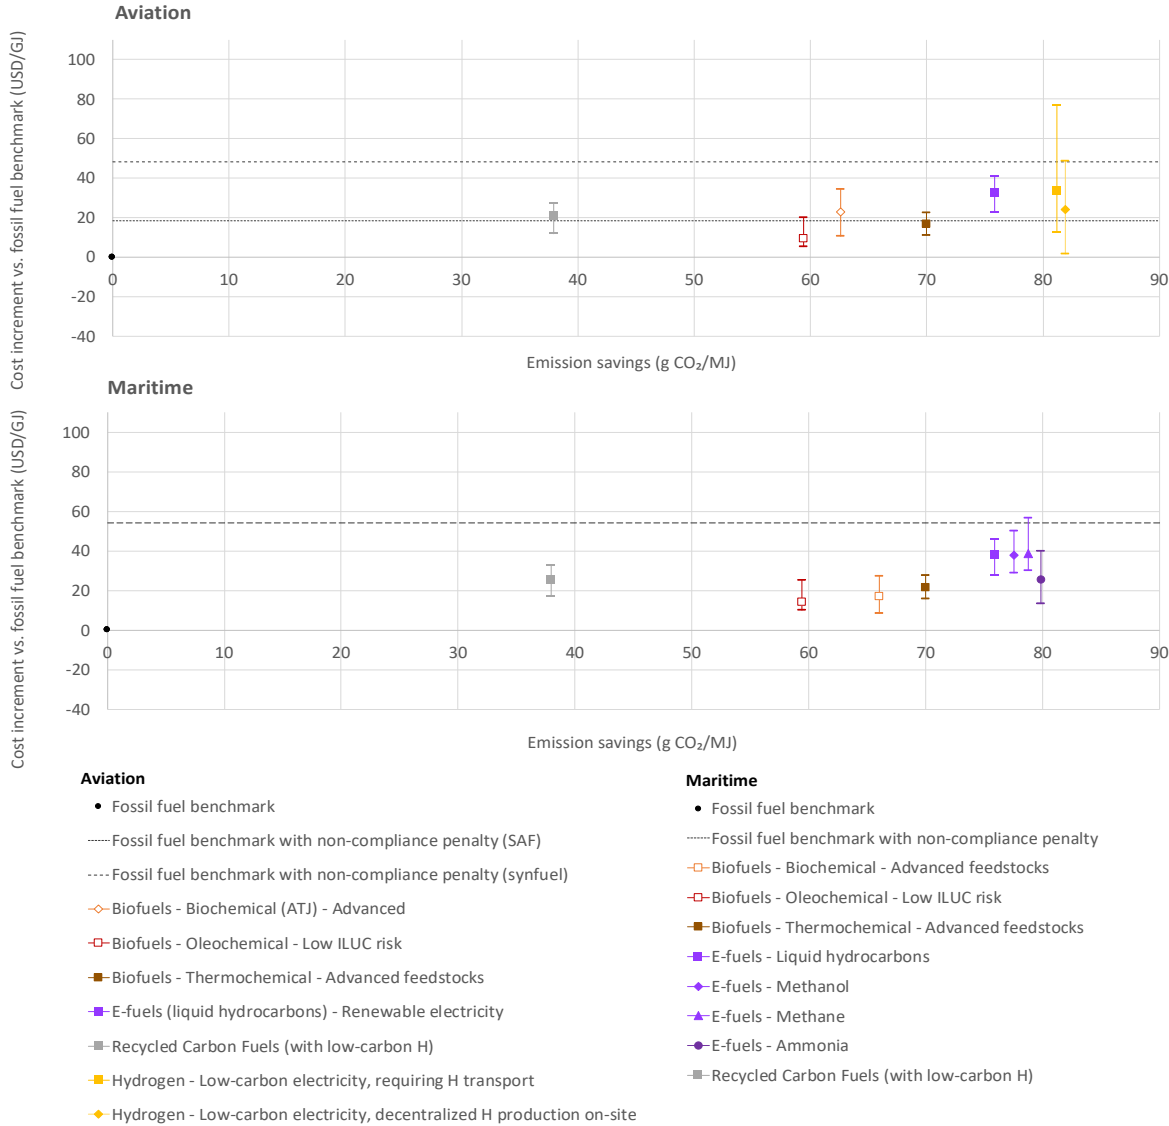 Aviation
Cost increment vs. fossil fuel benchmark (USD/GJ)
100
80
60
40
20
0
-20
-40
0 10 20 30 40 50 60 70 80 90
Emission savings (g CO₂/MJ)
Maritime
Cost increment vs. fossil fuel benchmark (USD/GJ)
100
80
60
40
20
0
-20
-40
0 10 20 30 40 50 60 70 80 90
Emission savings (g CO₂/MJ)
Aviation
Fossil fuel benchmark
Fossil fuel benchmark with non-compliance penalty (SAF)
Fossil fuel benchmark with non-compliance penalty (synfuel)
Biofuels - Biochemical (ATJ) - Advanced
Biofuels - Oleochemical - Low ILUC risk
Biofuels - Thermochemical - Advanced feedstocks
E-fuels (liquid hydrocarbons) - Renewable electricity
Recycled Carbon Fuels (with low-carbon H)
Hydrogen - Low-carbon electricity, requiring H transport
Hydrogen - Low-carbon electricity, decentralized H production on-site
Maritime
Fossil fuel benchmark
Fossil fuel benchmark with non-compliance penalty
Biofuels - Biochemical - Advanced feedstocks
Biofuels - Oleochemical - Low ILUC risk
Biofuels - Thermochemical - Advanced feedstocks
E-fuels - Liquid hydrocarbons
E-fuels - Methanol
E-fuels - Methane
E-fuels - Ammonia
Recycled Carbon Fuels (with low-carbon H)